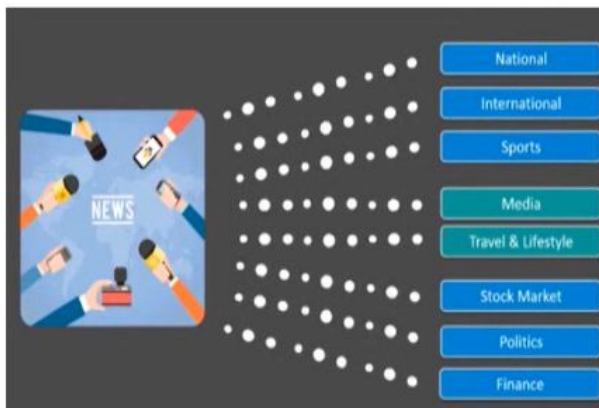 NEWS
National
International
Sports
Media
Travel & Lifestyle
Stock Market
Politics
Finance